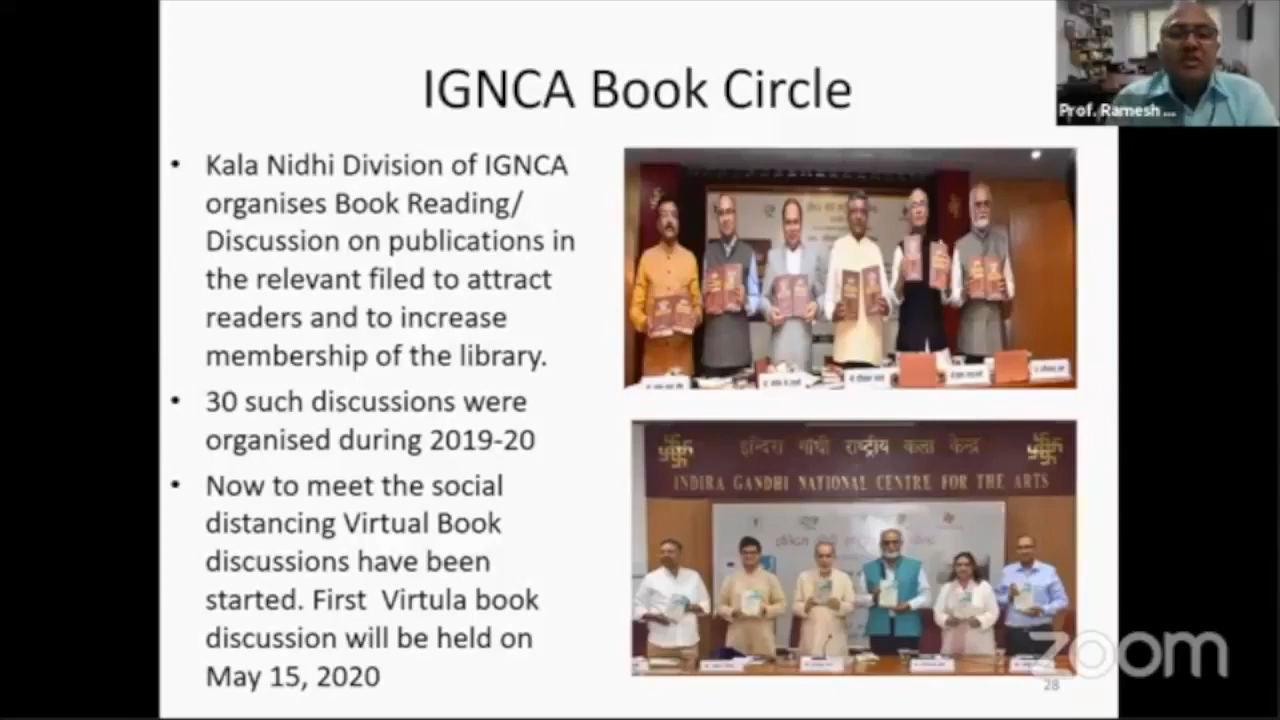 IGNCA Book Circle
Prof. Ramesh ...
• Kala Nidhi Division of IGNCA
organises Book Reading/
Discussion on publications in
the relevant filed to attract
readers and to increase
membership of the library.
• 30 such discussions were
organised during 2019-20
• Now to meet the social
distancing Virtual Book
discussions have been
started. First Virtula book
discussion will be held on
May 15, 2020
इन्दिरा गाँधी राष्ट्रीय कला केन्द्र
INDIRA GANDHI NATIONAL CENTRE FOR THE ARTS
zoom
28